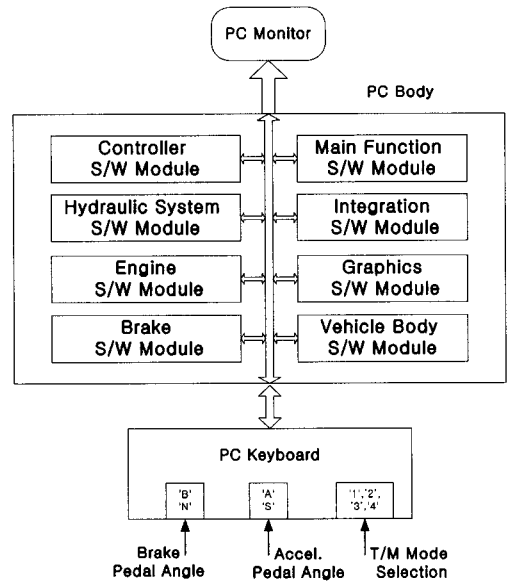 PC Monitor
PC Body
Controller
S/W Module
Main Function
S/W Module
Hydraulic System
S/W Module
Integration
S/W Module
Engine
S/W Module
Graphics
S/W Module
Brake
S/W Module
Vehicle Body
S/W Module
PC Keyboard
'B'
'N'
'A'
'S'
'1','2',
'3','4'
Brake
Pedal Angle
Accel.
Pedal Angle
T/M Mode
Selection